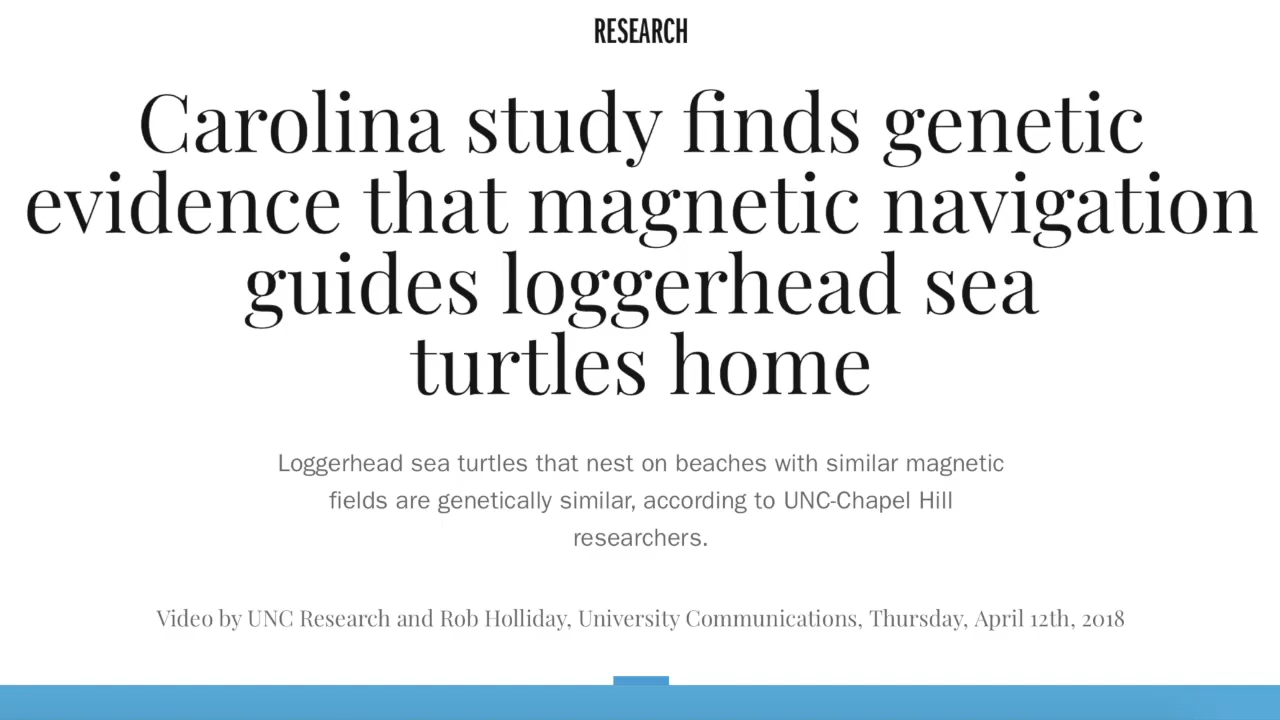 RESEARCH
Carolina study finds genetic
evidence that magnetic navigation
guides loggerhead sea
turtles home
Loggerhead sea turtles that nest on beaches with similar magnetic
fields are genetically similar, according to UNC-Chapel Hill
researchers.
Video by UNC Research and Rob Holliday, University Communications, Thursday, April 12th, 2018